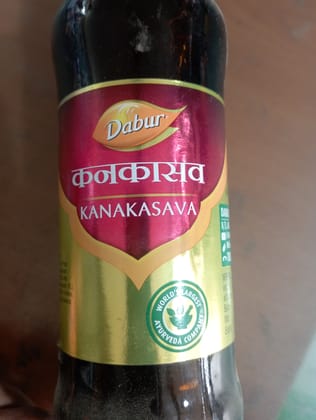 Dabur
कनकासव
KANAKASAVA
WORLD'S LARGEST
AYURVEDA COMPANY